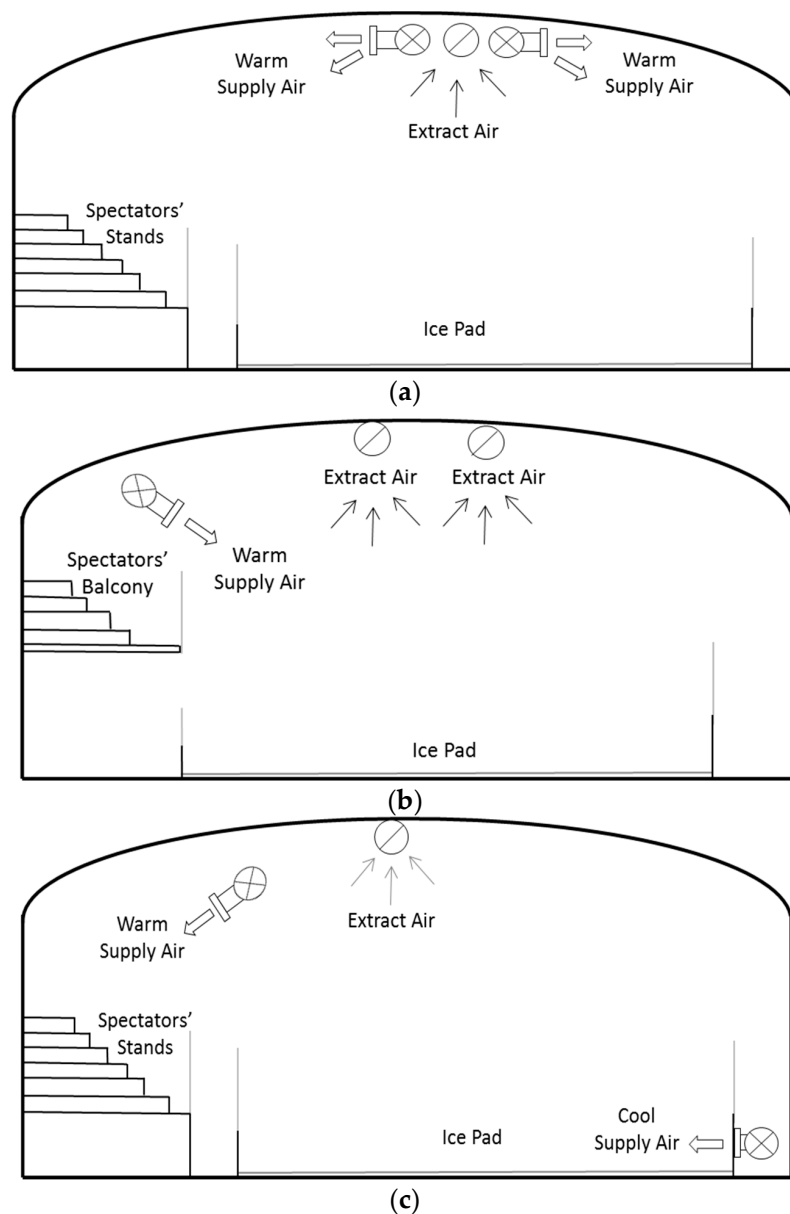 Warm
Supply Air
Warm
Supply Air
Extract Air
Spectators'
Stands
Ice Pad
(a)
Extract Air
Extract Air
Warm
Supply Air
Spectators'
Balcony
Ice Pad
(b)
Warm
Supply Air
Extract Air
Spectators'
Stands
Cool
Supply Air
Ice Pad
(c)